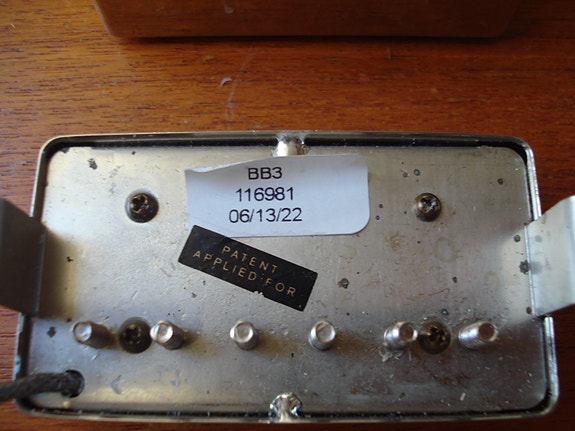 BB3
116981
06/13/22
PATENT
APPLIED·FOR